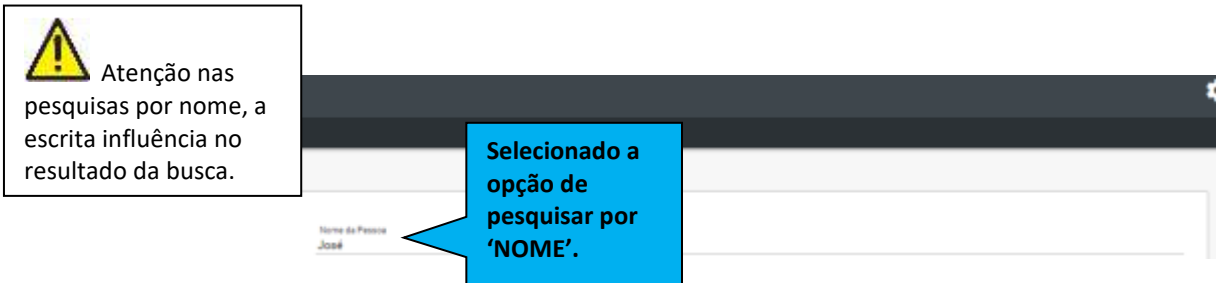 Atenção nas
pesquisas por nome, a
escrita influência no
resultado da busca.
Selecionado a
opção de
pesquisar por
‘NOME’.
Nome da Pessoa
José